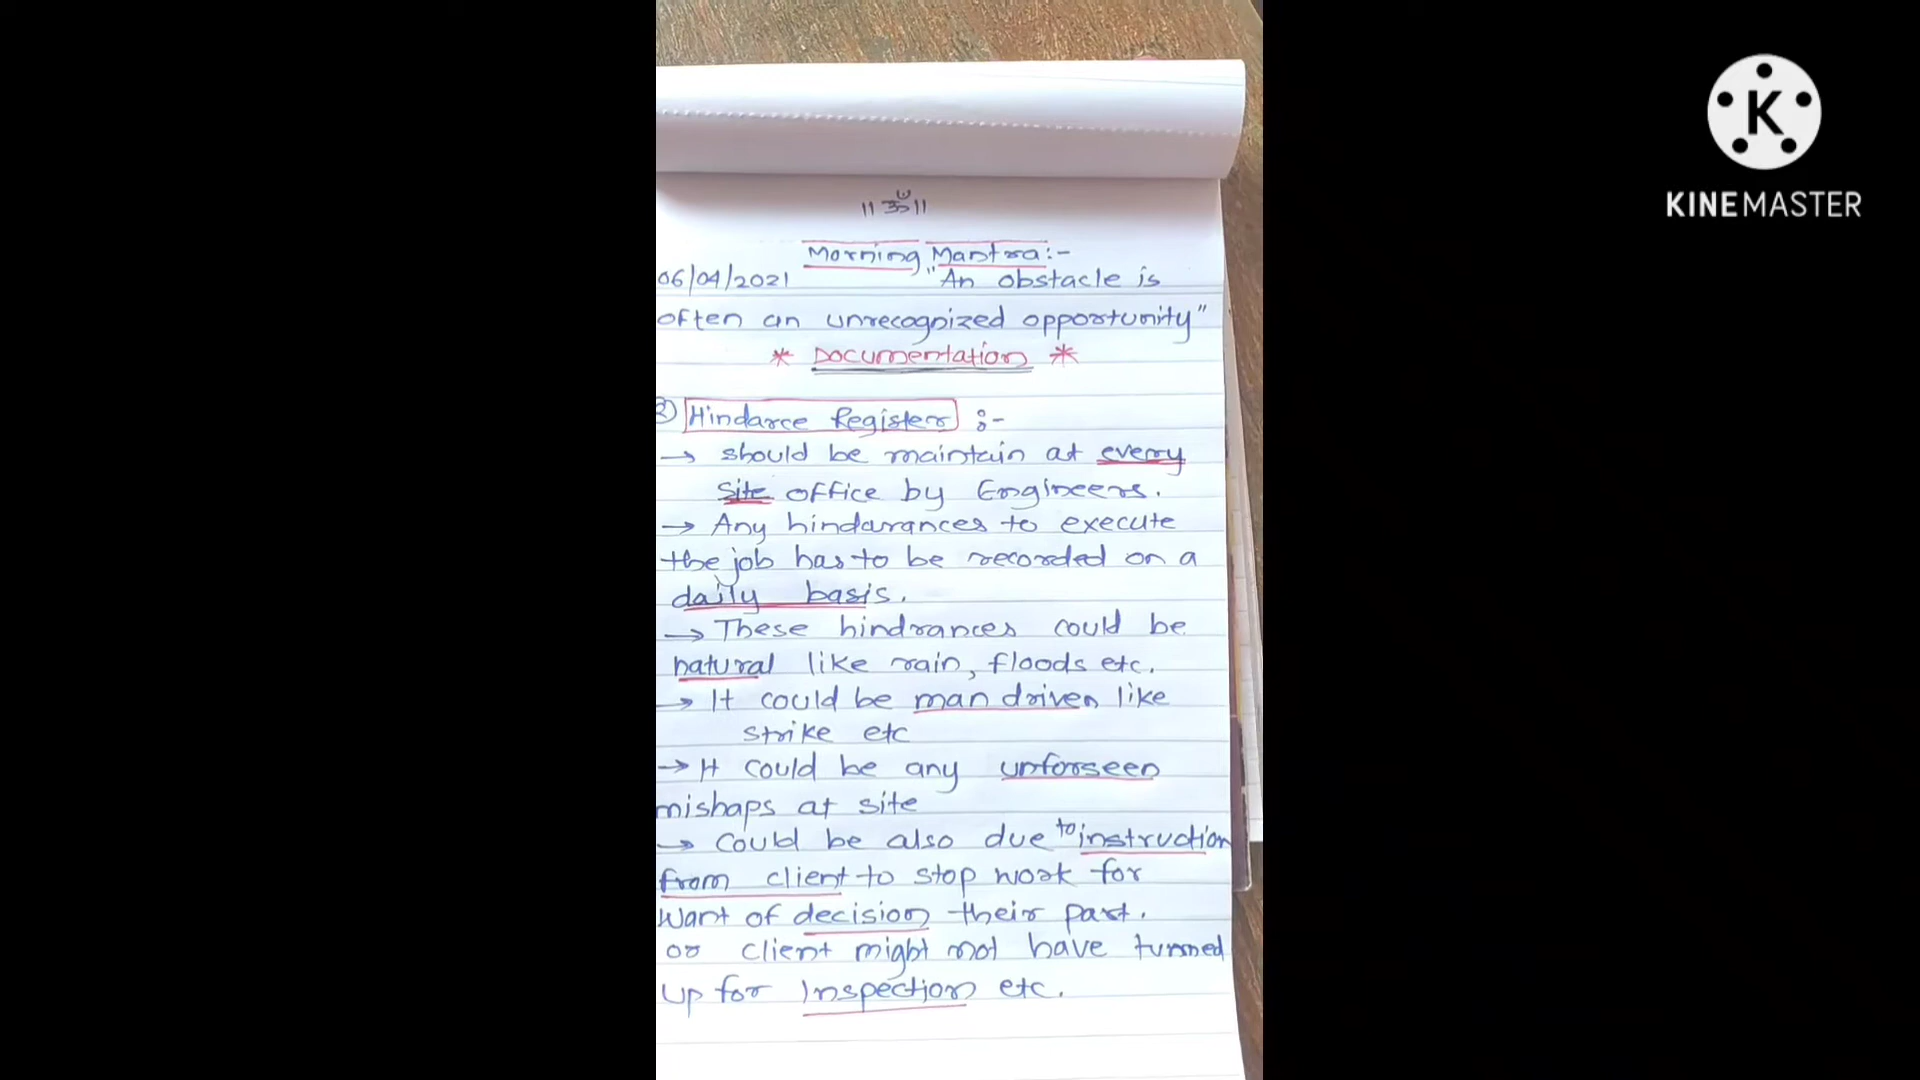 || ॐ ||
Morning Mantra:-
06/04/2021 "An obstacle is
often an unrecognized opportunity"
* Documentation *
2) Hindarce Register :-
→ should be maintain at every
site office by Engineers.
→ Any hindarances to execute
the job has to be recorded on a
daily basis.
→ These hindrances could be
natural like rain, floods etc.
→ It could be man driven like
strike etc
→ It could be any unforseen
mishaps at site
→ Could be also due to instruction
from client to stop work for
want of decision their part.
or client might not have turned
up for Inspection etc.
K
KINEMASTER